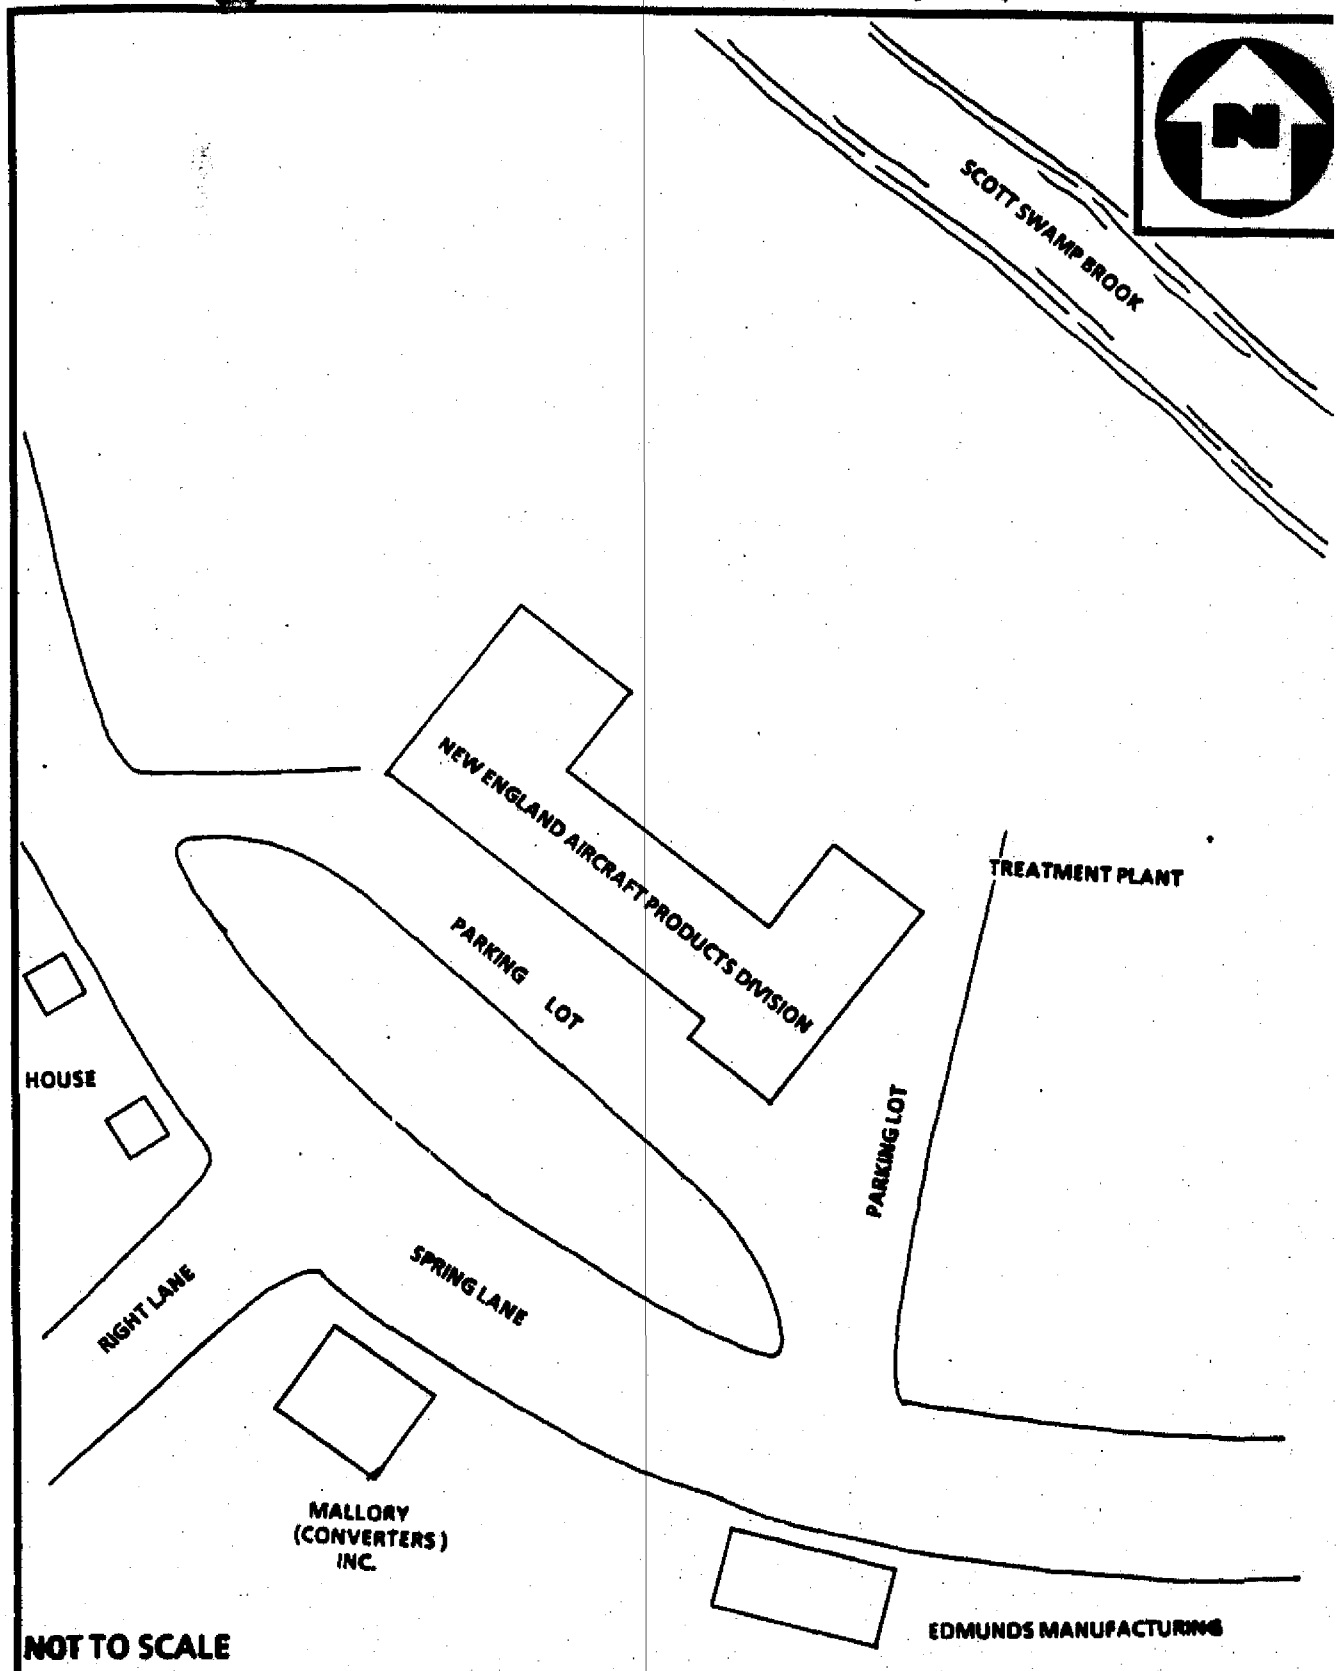 N
SCOTT SWAMP BROOK
NEW ENGLAND AIRCRAFT PRODUCTS DIVISION
TREATMENT PLANT
PARKING LOT
PARKING LOT
HOUSE
SPRING LANE
RIGHT LANE
MALLORY
(CONVERTERS)
INC.
EDMUNDS MANUFACTURING
NOT TO SCALE